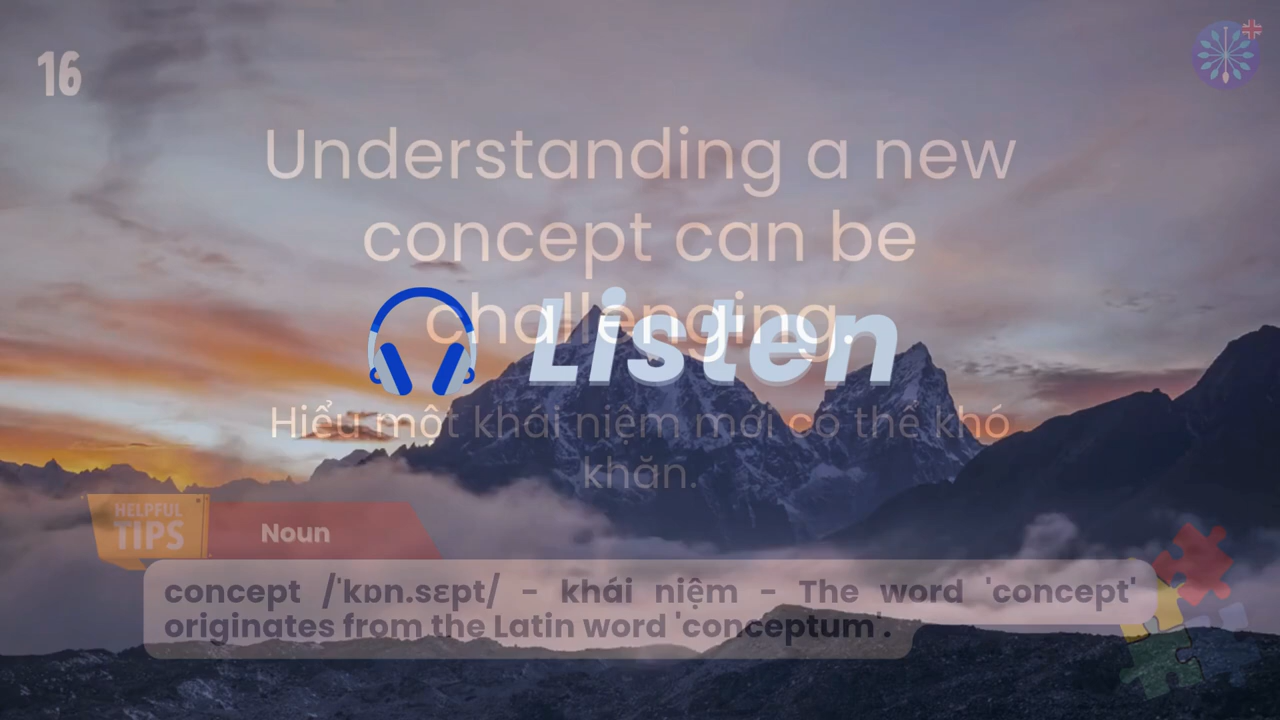 16
Understanding a new
concept can be
challenging.
Listen
Hiểu một khái niệm mới có thể khó
khăn.
HELPFUL
TIPS
Noun
concept /ˈkɒn.sɛpt/ – khái niệm – The word 'concept'
originates from the Latin word 'conceptum'.